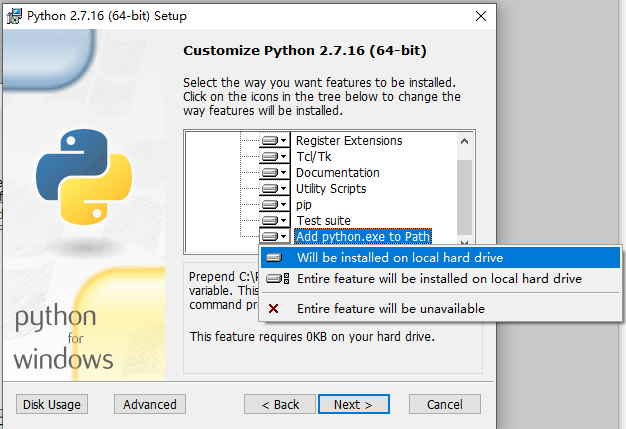 Python 2.7.16 (64-bit) Setup
Customize Python 2.7.16 (64-bit)
Select the way you want features to be installed.
Click on the icons in the tree below to change the
way features will be installed.
Register Extensions
Tcl/Tk
Documentation
Utility Scripts
pip
Test suite
Add python.exe to Path
Will be installed on local hard drive
Entire feature will be installed on local hard drive
Entire feature will be unavailable
Prepend C:\
variable. This
command
This feature requires 0KB on your hard drive.
python
for
windows
Disk Usage
Advanced
< Back
Next >
Cancel